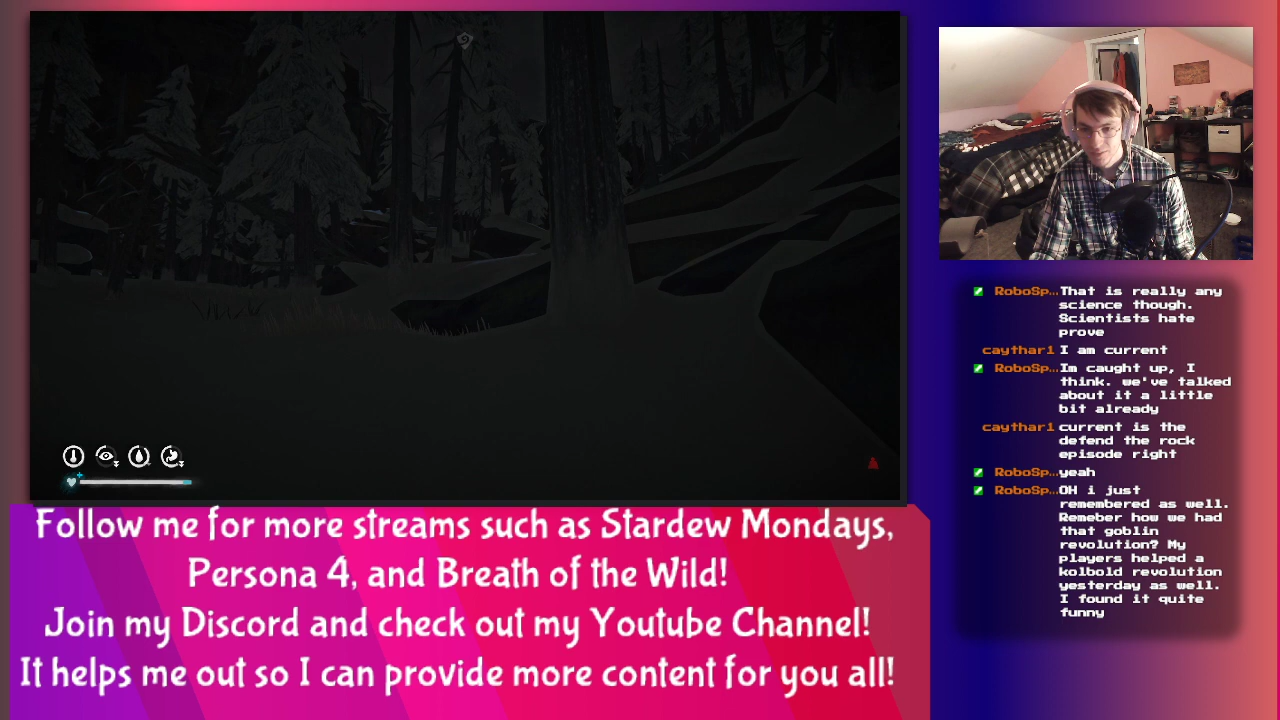 RoboSp... That is really any
science though.
Scientists hate
prove
caythar1 I am current
RoboSp... Im caught up, I
think. we've talked
about it a little
bit already
caythar1 current is the
defend the rock
episode right
RoboSp... yeah
RoboSp... OH i just
remembered as well.
Remeber how we had
that goblin
revolution? My
players helped a
kolbold revolution
yesterday as well.
I found it quite
funny
Follow me for more streams such as Stardew Mondays,
Persona 4, and Breath of the Wild!
Join my Discord and check out my Youtube Channel!
It helps me out so I can provide more content for you all!